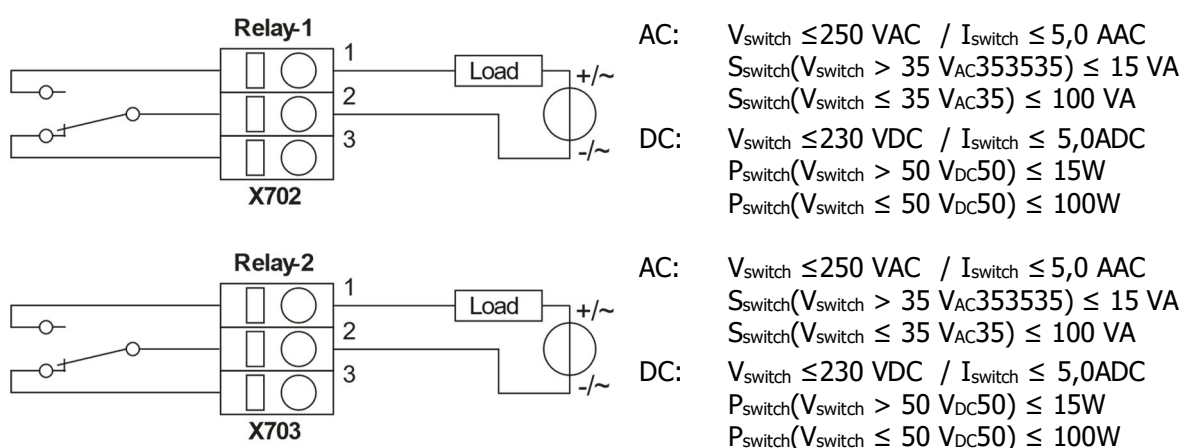 Relay-1
1
Load
+/~
2
3
-/~
X702
AC: Vswitch ≤250 VAC / Iswitch ≤ 5,0 AAC
Sswitch(Vswitch > 35 VAC353535) ≤ 15 VA
Sswitch(Vswitch ≤ 35 VAC35) ≤ 100 VA
DC: Vswitch ≤230 VDC / Iswitch ≤ 5,0ADC
Pswitch(Vswitch > 50 VDC50) ≤ 15W
Pswitch(Vswitch ≤ 50 VDC50) ≤ 100W
Relay-2
1
Load
+/~
2
3
-/~
X703
AC: Vswitch ≤250 VAC / Iswitch ≤ 5,0 AAC
Sswitch(Vswitch > 35 VAC353535) ≤ 15 VA
Sswitch(Vswitch ≤ 35 VAC35) ≤ 100 VA
DC: Vswitch ≤230 VDC / Iswitch ≤ 5,0ADC
Pswitch(Vswitch > 50 VDC50) ≤ 15W
Pswitch(Vswitch ≤ 50 VDC50) ≤ 100W